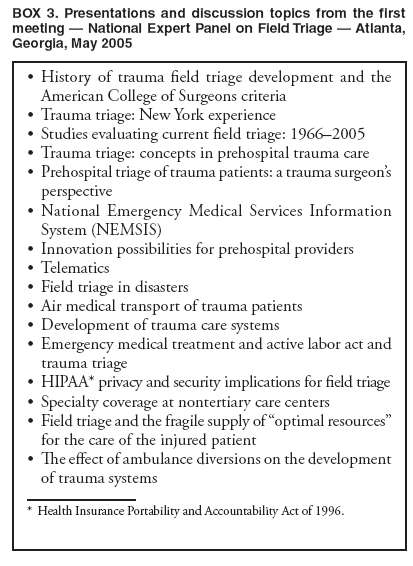 BOX 3. Presentations and discussion topics from the first
meeting — National Expert Panel on Field Triage — Atlanta,
Georgia, May 2005
• History of trauma field triage development and the
American College of Surgeons criteria
• Trauma triage: New York experience
• Studies evaluating current field triage: 1966–2005
• Trauma triage: concepts in prehospital trauma care
• Prehospital triage of trauma patients: a trauma surgeon’s
perspective
• National Emergency Medical Services Information
System (NEMSIS)
• Innovation possibilities for prehospital providers
• Telematics
• Field triage in disasters
• Air medical transport of trauma patients
• Development of trauma care systems
• Emergency medical treatment and active labor act and
trauma triage
• HIPAA* privacy and security implications for field triage
• Specialty coverage at nontertiary care centers
• Field triage and the fragile supply of “optimal resources”
for the care of the injured patient
• The effect of ambulance diversions on the development
of trauma systems
* Health Insurance Portability and Accountability Act of 1996.